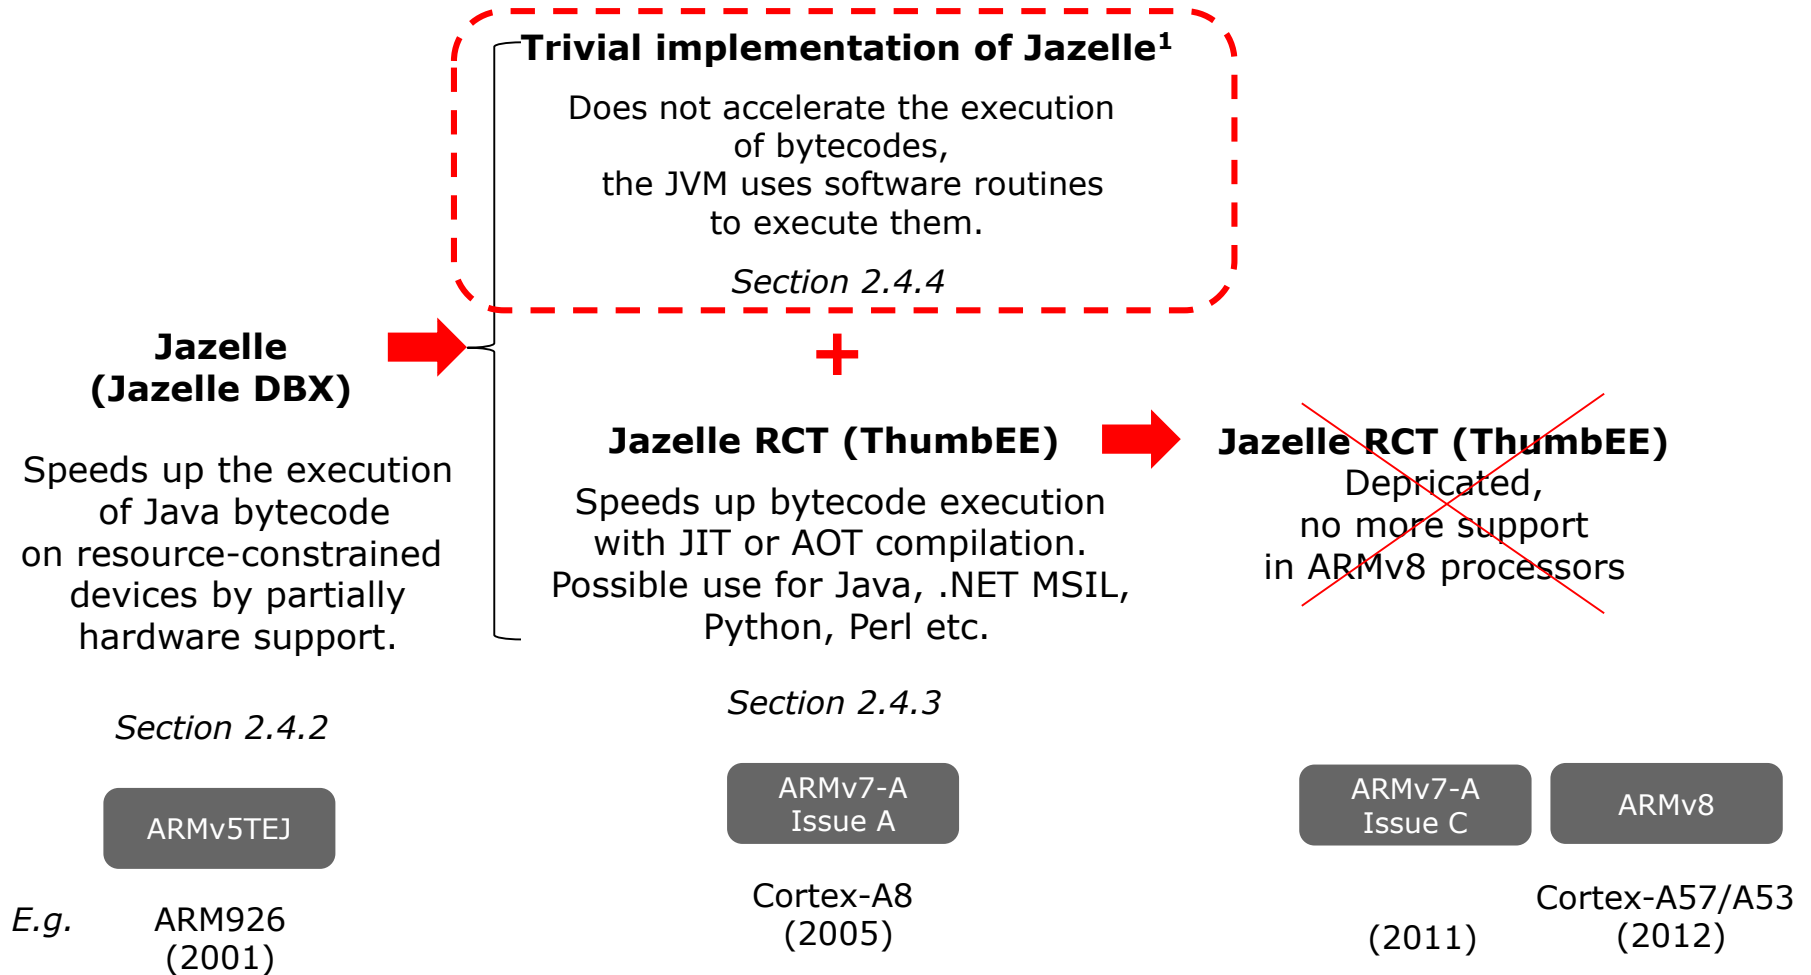 Trivial implementation of Jazelle¹
Does not accelerate the execution
of bytecodes,
the JVM uses software routines
to execute them.
Section 2.4.4
+
Jazelle
(Jazelle DBX)
Speeds up the execution
of Java bytecode
on resource-constrained
devices by partially
hardware support.
Section 2.4.2
Jazelle RCT (ThumbEE)
Speeds up bytecode execution
with JIT or AOT compilation.
Possible use for Java, .NET MSIL,
Python, Perl etc.
Section 2.4.3
Jazelle RCT (ThumbEE)
Depricated,
no more support
in ARMv8 processors
ARMv5TEJ
ARMv7-A
Issue A
ARMv7-A
Issue C
ARMv8
E.g.
ARM926
(2001)
Cortex-A8
(2005)
(2011)
Cortex-A57/A53
(2012)